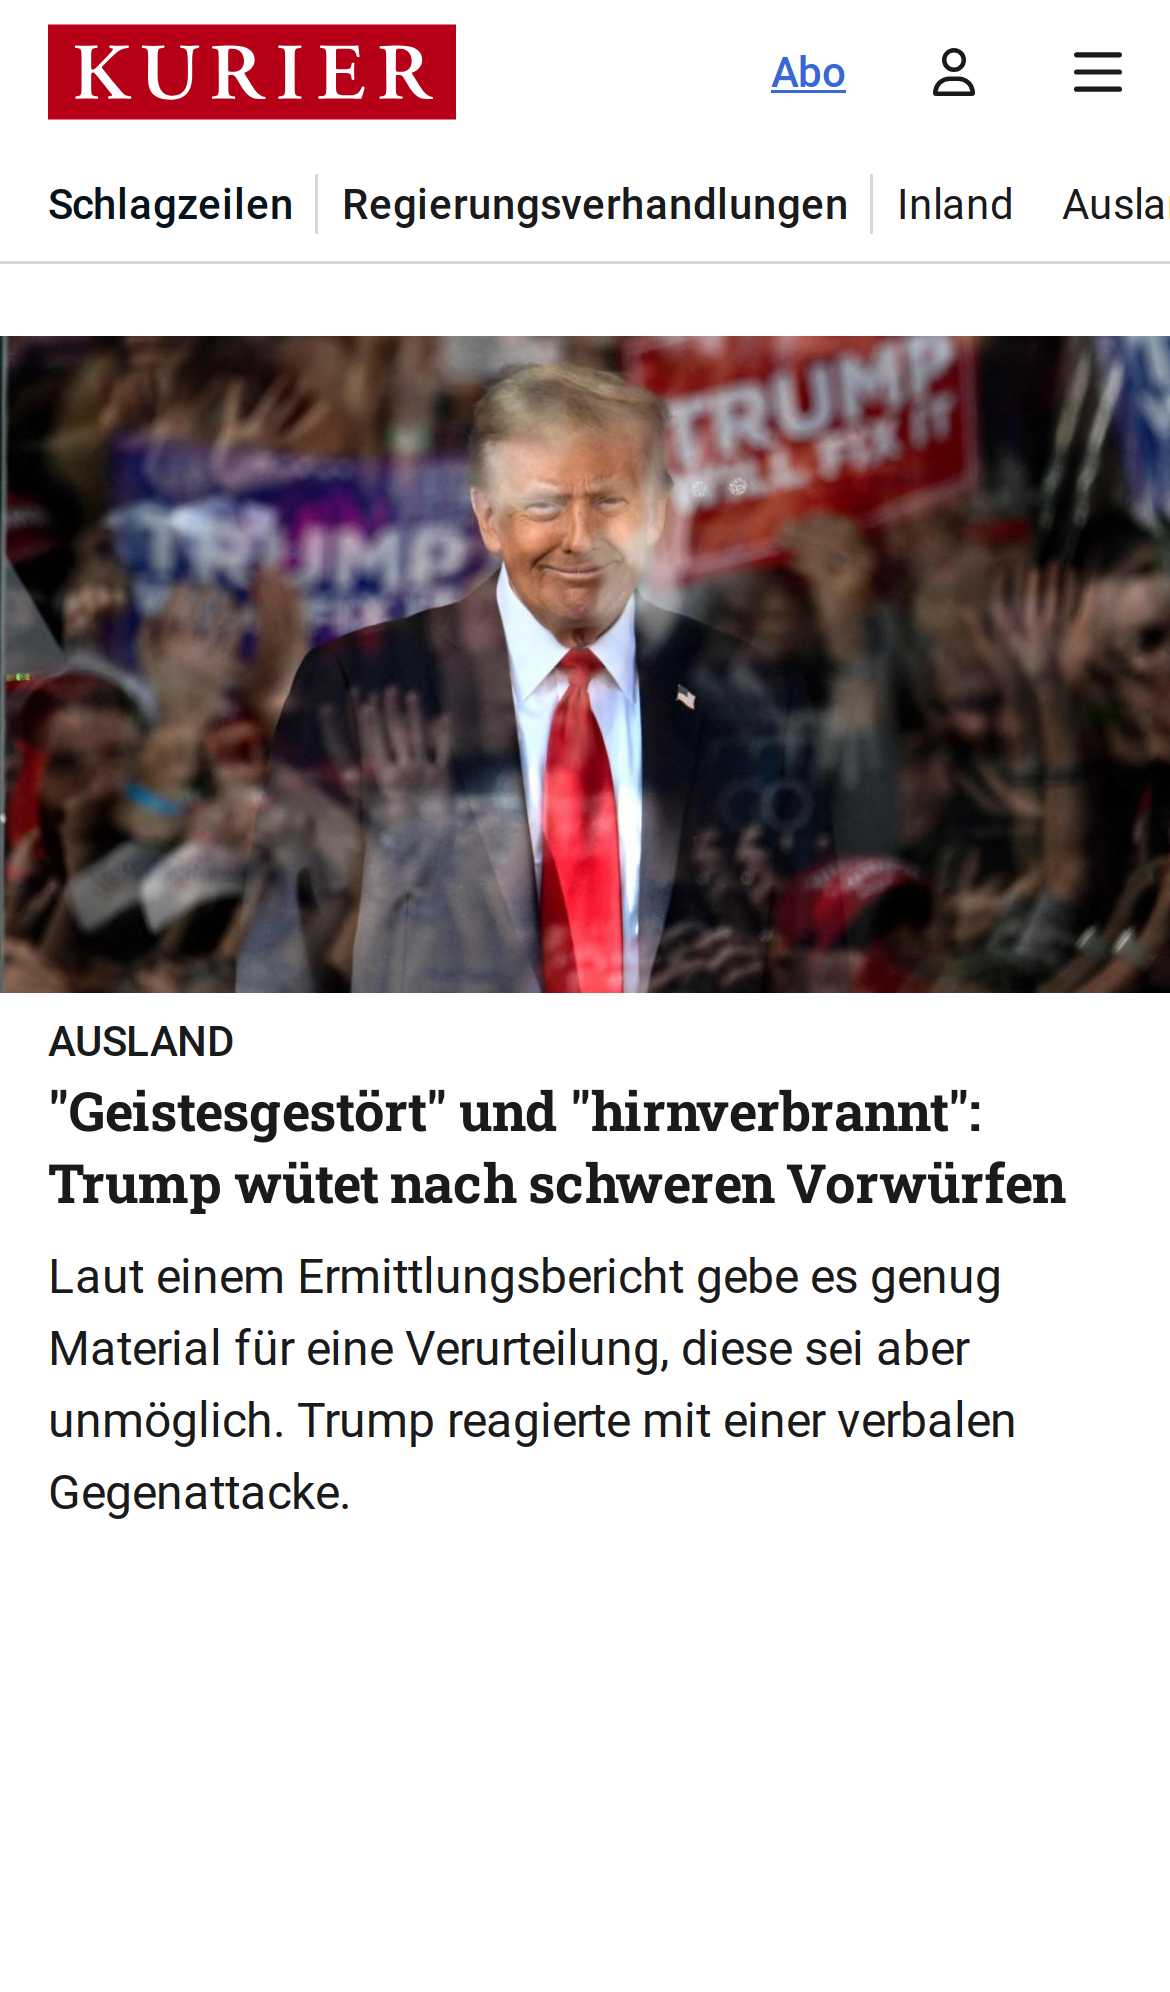 KURIER
Abo
Schlagzeilen
Regierungsverhandlungen
Inland
TRUMP
WILL FIX IT
TRUMP
AUSLAND
"Geistesgestört" und "hirnverbrannt":
Trump wütet nach schweren Vorwürfen
Laut einem Ermittlungsbericht gebe es genug
Material für eine Verurteilung, diese sei aber
unmöglich. Trump reagierte mit einer verbalen
Gegenattacke.